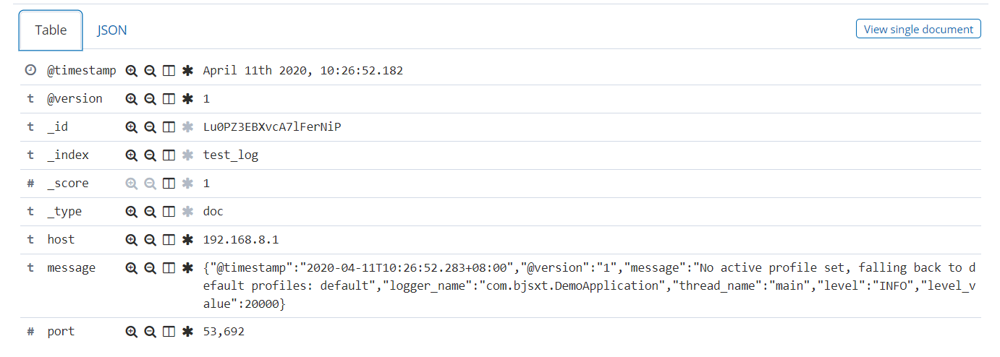 Table JSON View single document
@timestamp April 11th 2020, 10:26:52.182
t @version 1
t _id Lu0PZ3EBXvcA7lFerNiP
t _index test_log
# _score 1
t _type doc
t host 192.168.8.1
t message {"@timestamp":"2020-04-11T10:26:52.283+08:00","@version":"1","message":"No active profile set, falling back to d
efault profiles: default","logger_name":"com.bjsxt.DemoApplication","thread_name":"main","level":"INFO","level_v
alue":20000}
# port 53,692